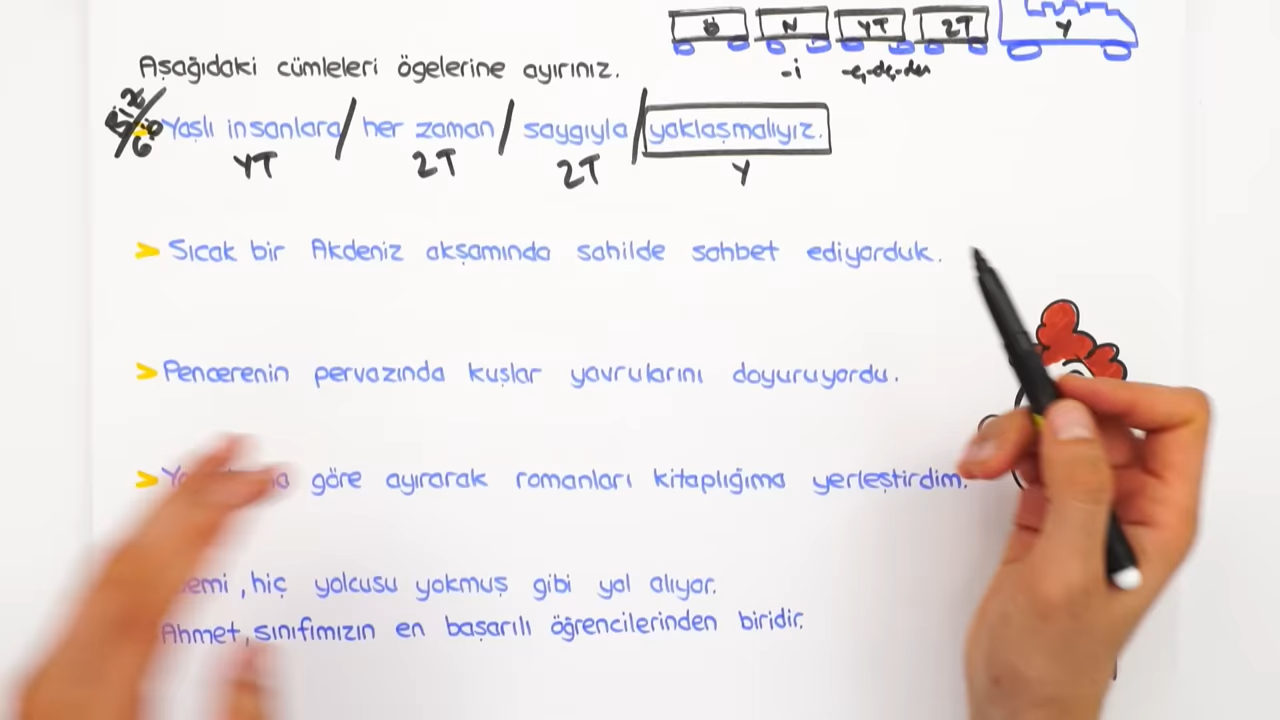 Ö N YT ZT Y
-i -e,-de,-den
Aşağıdaki cümleleri ögelerine ayırınız.
Biz
G.Ö
Yaşlı insanlara / her zaman / saygıyla / yaklaşmalıyız.
YT ZT ZT Y
> Sıcak bir Akdeniz akşamında sahilde sohbet ediyorduk.
> Pencerenin pervazında kuşlar yavrularını doyuruyordu.
> göre ayırarak romanları kitaplığıma yerleştirdim.
hiç yolcusu yokmuş gibi yol alıyor.
Ahmet, sınıfımızın en başarılı öğrencilerinden biridir.